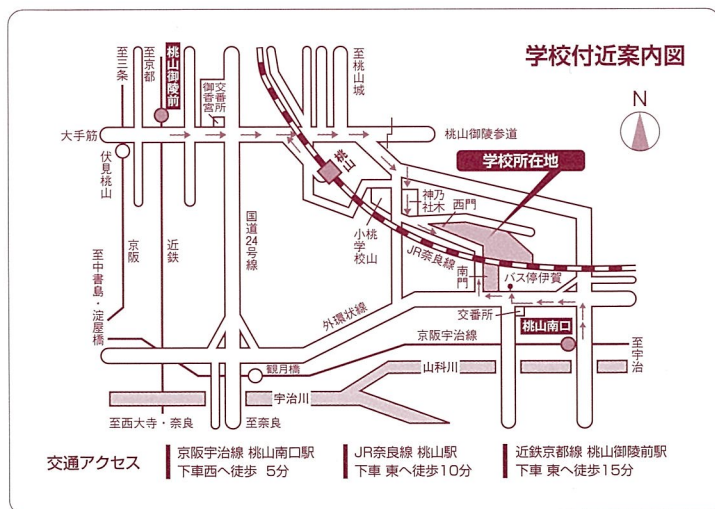 学校付近案内図
N
至三条
至京都
桃山御陵前
交番所
御香宮
至桃山城
大手筋
桃山御陵参道
伏見桃山
桃山
学校所在地
乃木神社
西門
桃山小学校
国道24号線
京阪
近鉄
JR奈良線
南門
バス停伊賀
至中書島・淀屋橋
外環状線
交番所
桃山南口
京阪宇治線
至宇治
観月橋
山科川
宇治川
至西大寺・奈良
至奈良
交通アクセス
京阪宇治線 桃山南口駅
下車西へ徒歩 5分
JR奈良線 桃山駅
下車 東へ徒歩10分
近鉄京都線 桃山御陵前駅
下車 東へ徒歩15分